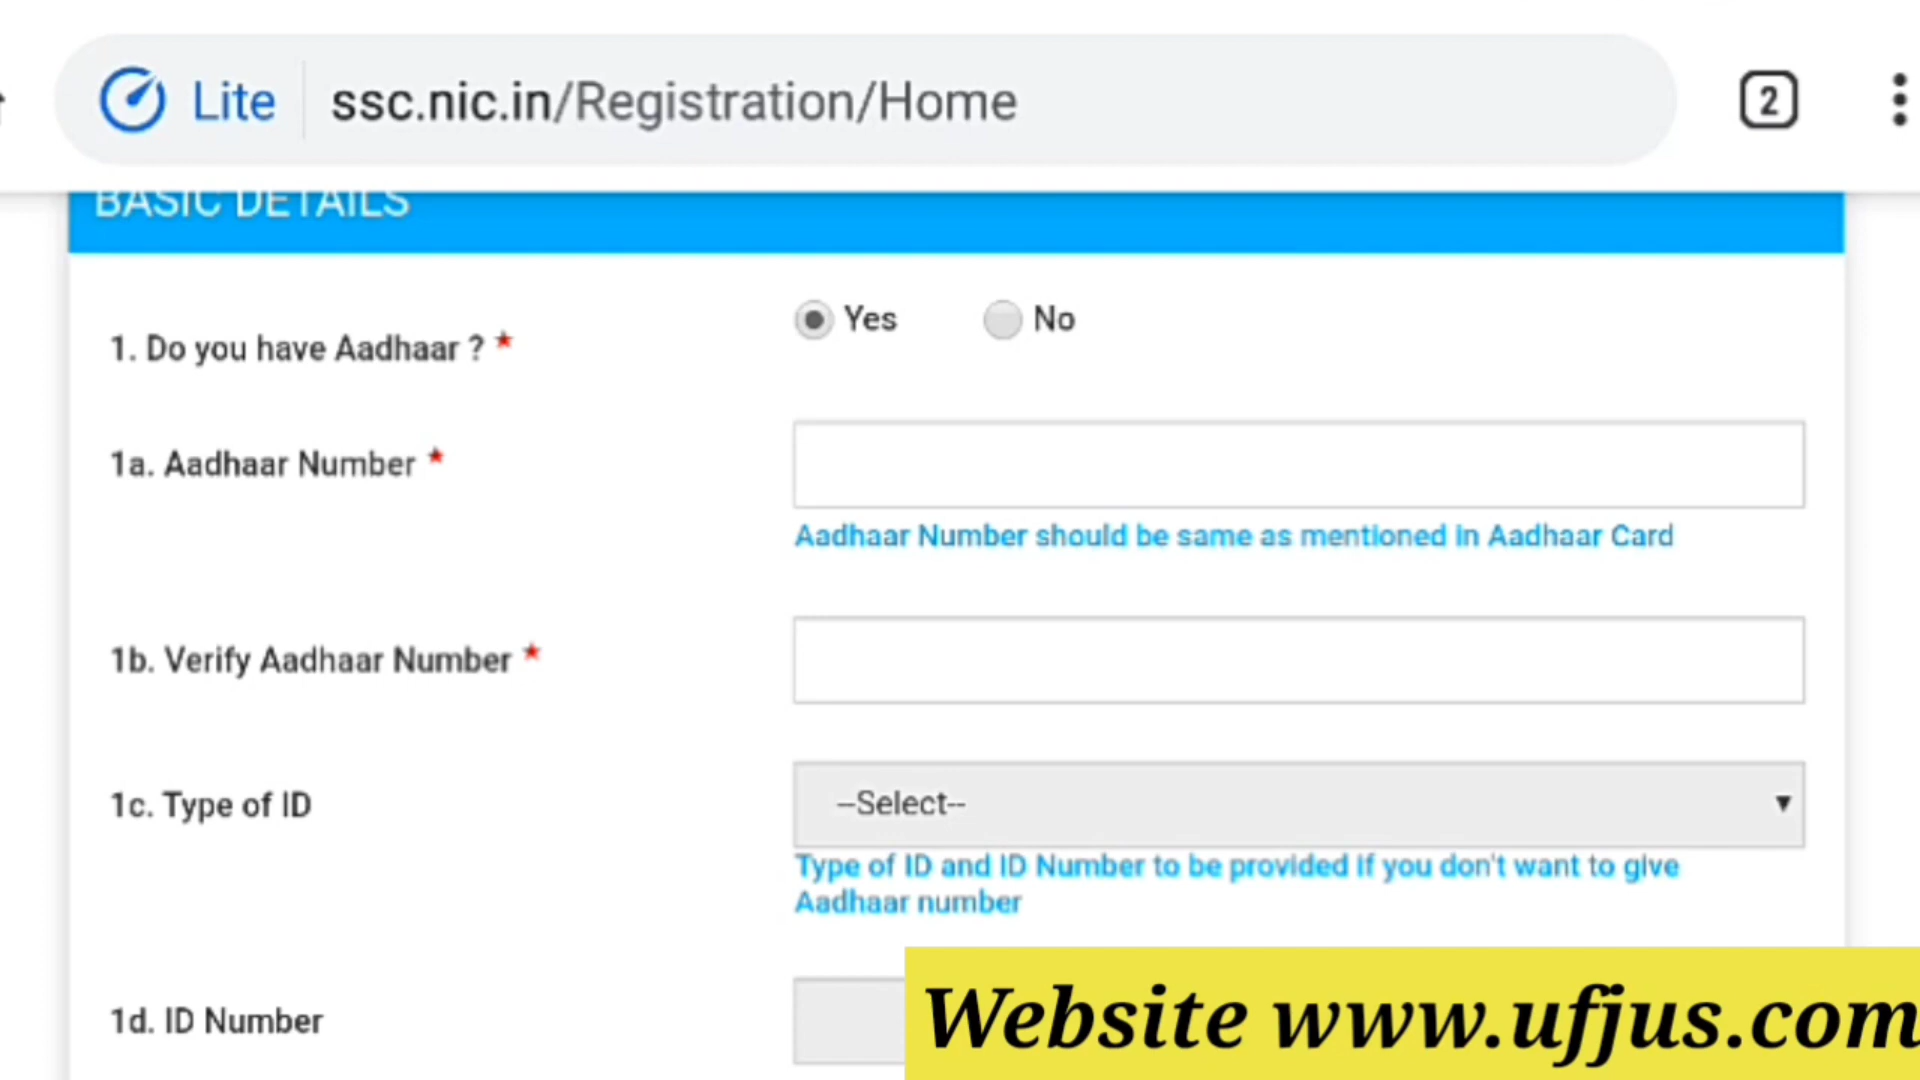 Lite ssc.nic.in/Registration/Home 2
BASIC DETAILS
1. Do you have Aadhaar ? * Yes No
1a. Aadhaar Number *
Aadhaar Number should be same as mentioned in Aadhaar Card
1b. Verify Aadhaar Number *
1c. Type of ID --Select--
Type of ID and ID Number to be provided if you don't want to give
Aadhaar number
1d. ID Number
Website www.ufjus.com